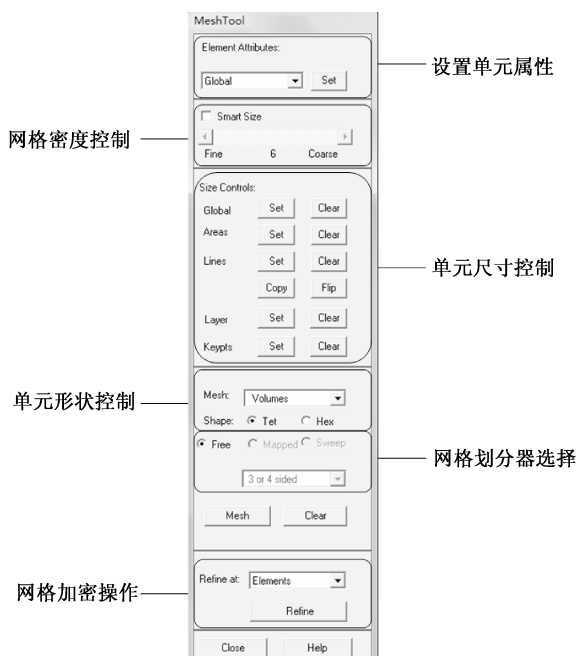 MeshTool
Element Attributes:
Global Set
设置单元属性
Smart Size
网格密度控制
Fine 6 Coarse
Size Controls:
Global Set Clear
Areas Set Clear
Lines Set Clear
单元尺寸控制
Copy Flip
Layer Set Clear
Keypts Set Clear
Mesh: Volumes
单元形状控制
Shape: Tet Hex
Free Mapped Sweep
网格划分器选择
3 or 4 sided
Mesh Clear
Refine at: Elements
网格加密操作
Refine
Close Help